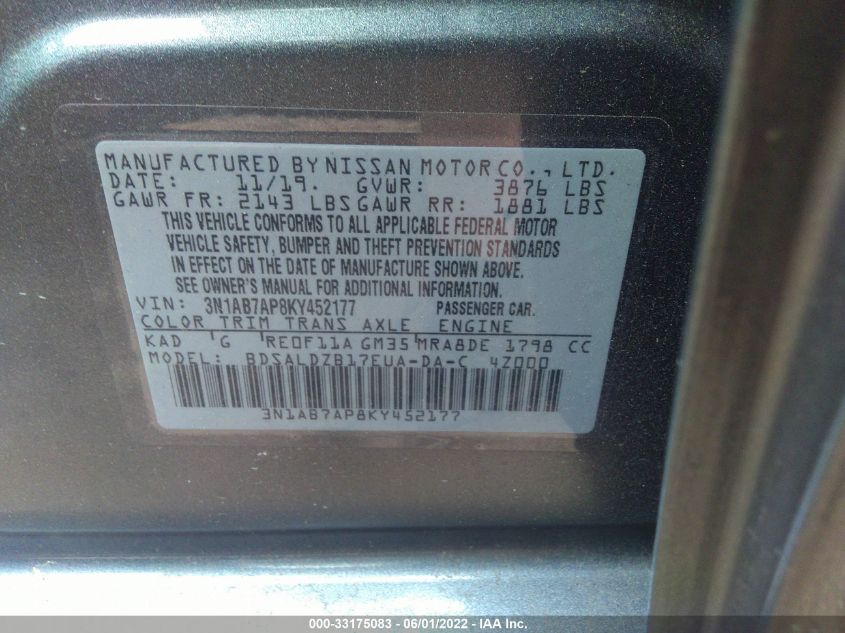 MANUFACTURED BY NISSAN MOTOR CO., LTD.
DATE: 11/19. GVWR: 3876 LBS
GAWR FR: 2143 LBS GAWR RR: 1881 LBS
THIS VEHICLE CONFORMS TO ALL APPLICABLE FEDERAL MOTOR
VEHICLE SAFETY, BUMPER AND THEFT PREVENTION STANDARDS
IN EFFECT ON THE DATE OF MANUFACTURE SHOWN ABOVE.
SEE OWNER'S MANUAL FOR ADDITIONAL INFORMATION.
VIN: 3N1AB7AP8KY452177 PASSENGER CAR.
COLOR TRIM TRANS AXLE ENGINE
KAD G RE0F11A GM35 MRA8DE 1798 CC
MODEL: BDSALDZB17EUA-DA-C 4Z000
3N1AB7AP8KY452177
000-33175083 - 06/01/2022 - IAA Inc.